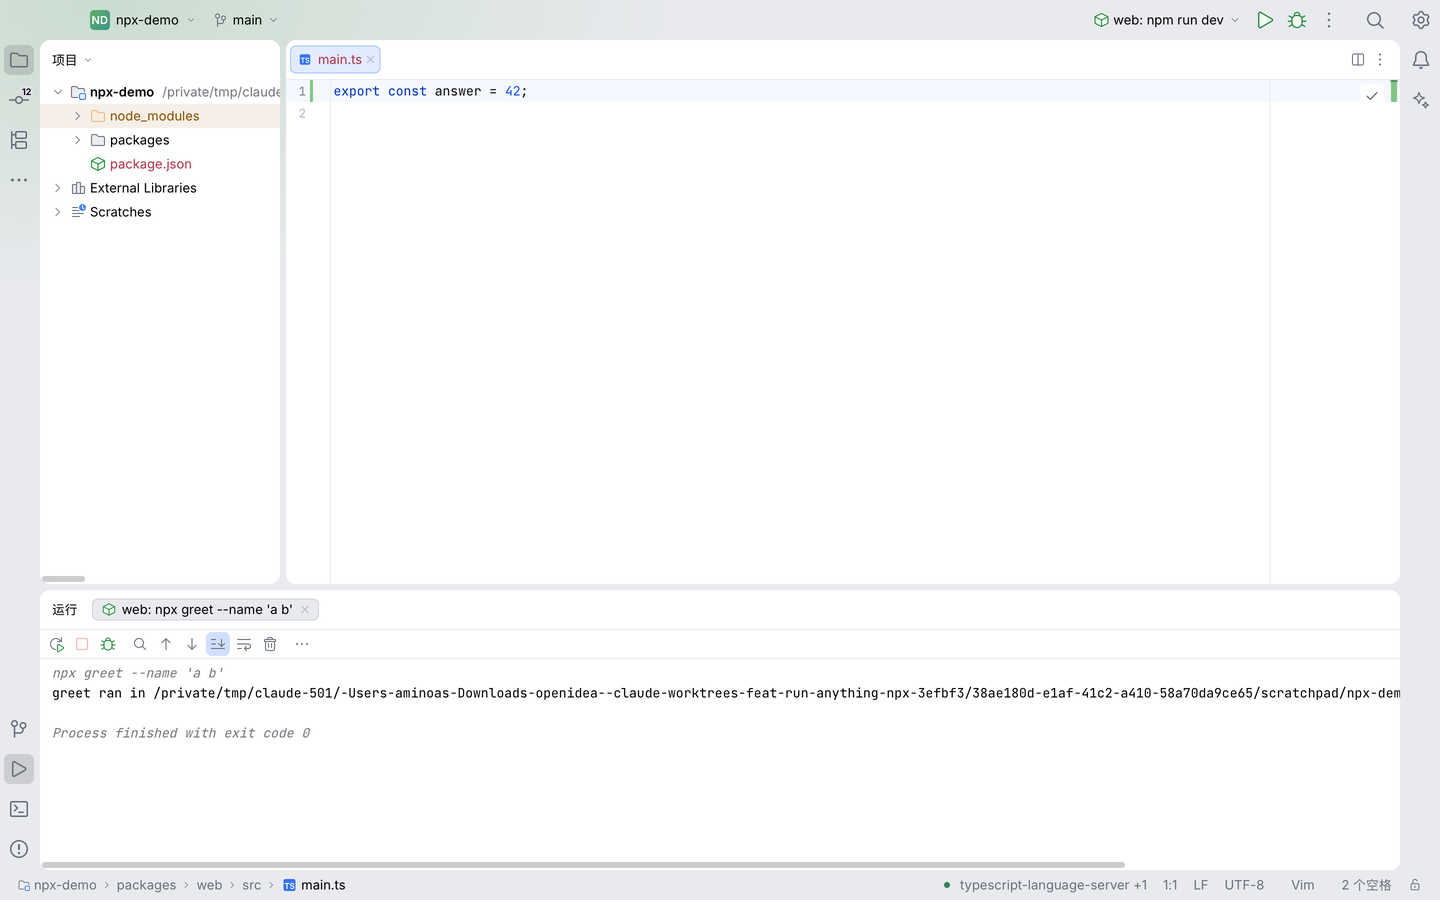 ND npx-demo main web: npm run dev
项目
main.ts
12
npx-demo /private/tmp/claude
node_modules
packages
package.json
External Libraries
Scratches
1 export const answer = 42;
2
运行 web: npx greet --name 'a b'
npx greet --name 'a b'
greet ran in /private/tmp/claude-501/-Users-aminoas-Downloads-openidea--claude-worktrees-feat-run-anything-npx-3efbf3/38ae180d-e1af-41c2-a410-58a70da9ce65/scratchpad/npx-dem
Process finished with exit code 0
npx-demo packages web src TS main.ts typescript-language-server +1 1:1 LF UTF-8 Vim 2 个空格